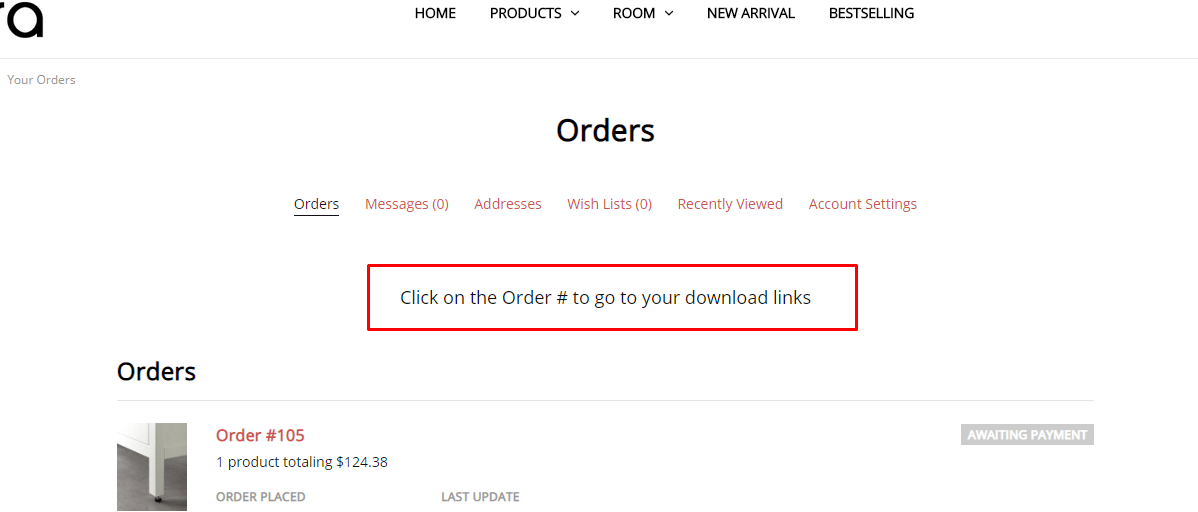 ra
HOME PRODUCTS ROOM NEW ARRIVAL BESTSELLING
Your Orders
Orders
Orders Messages (0) Addresses Wish Lists (0) Recently Viewed Account Settings
Click on the Order # to go to your download links
Orders
Order #105 AWAITING PAYMENT
1 product totaling $124.38
ORDER PLACED LAST UPDATE